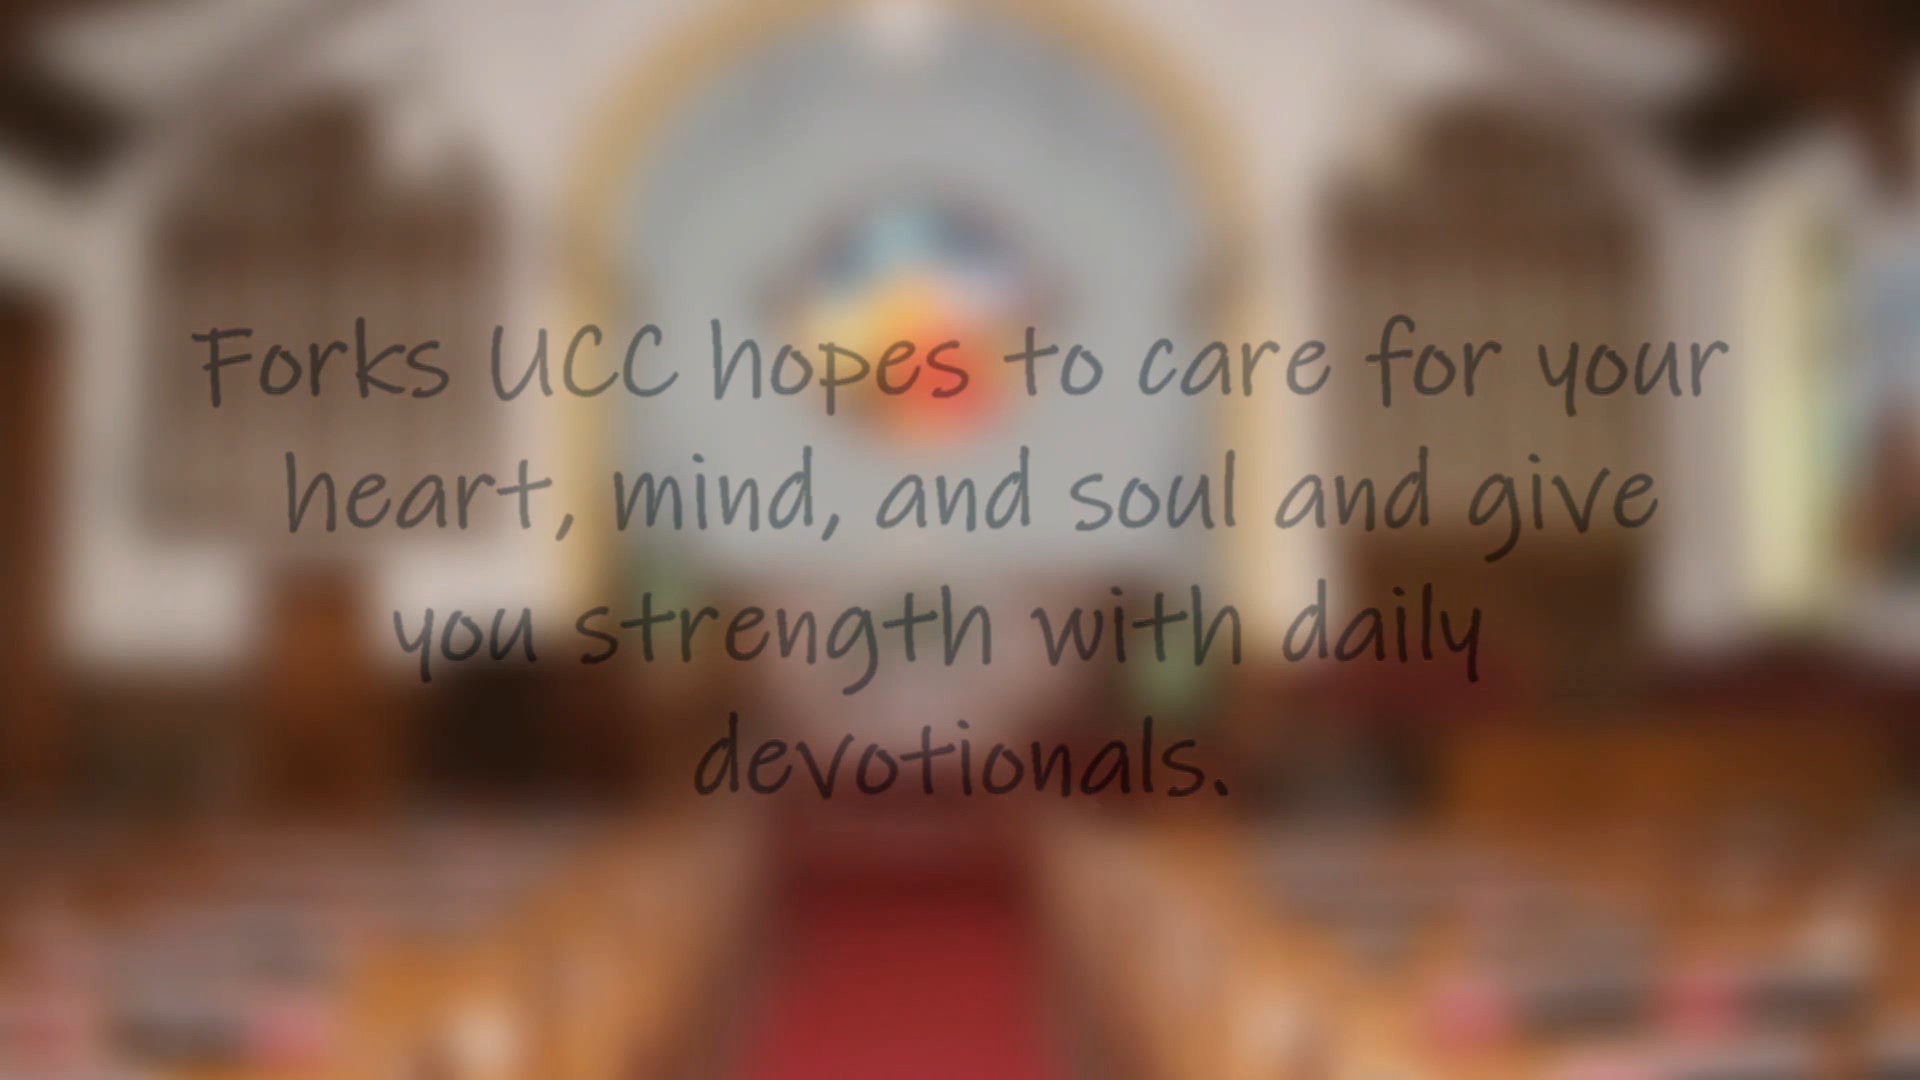 Forks UCC hopes to care for your
heart, mind, and soul and give
you strength with daily
devotionals.